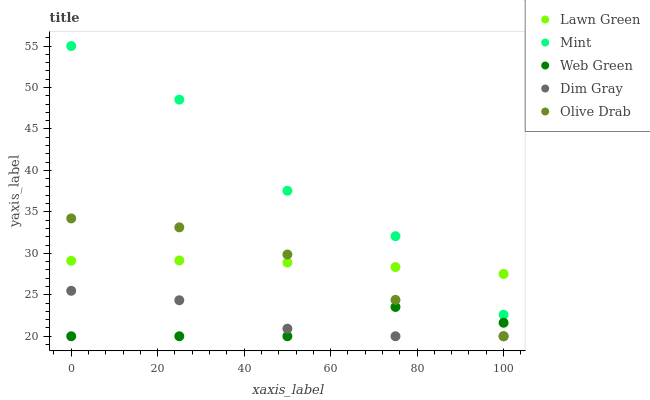 title
Lawn Green
Mint
Web Green
Dim Gray
Olive Drab
yaxis_label
55
50
45
40
35
30
25
20
0 20 40 60 80 100
xaxis_label